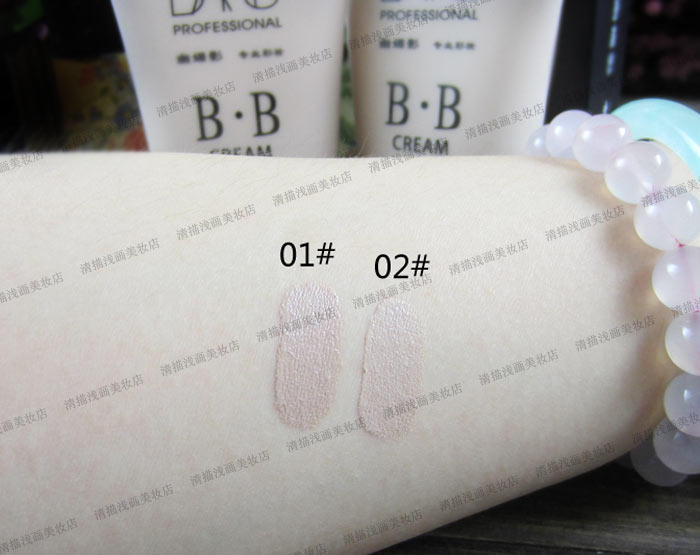 PROFESSIONAL
B·B
CREAM
PROFESSIONAL
B·B
CREAM
01#
02#
清描浅画美妆店